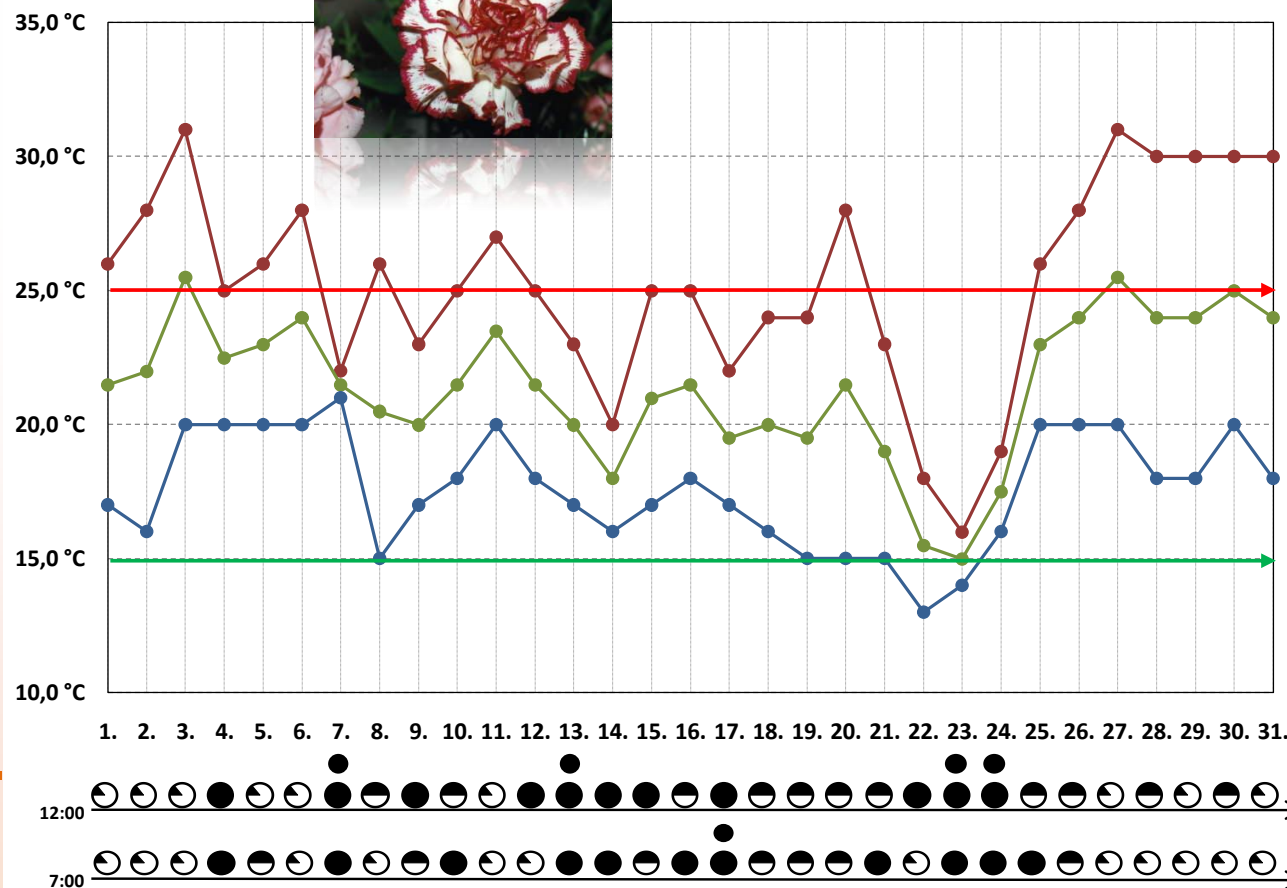 35,0 °C
30,0 °C
25,0 °C
20,0 °C
15,0 °C
10,0 °C
1. 2. 3. 4. 5. 6. 7. 8. 9. 10. 11. 12. 13. 14. 15. 16. 17. 18. 19. 20. 21. 22. 23. 24. 25. 26. 27. 28. 29. 30. 31.
12:00
7:00